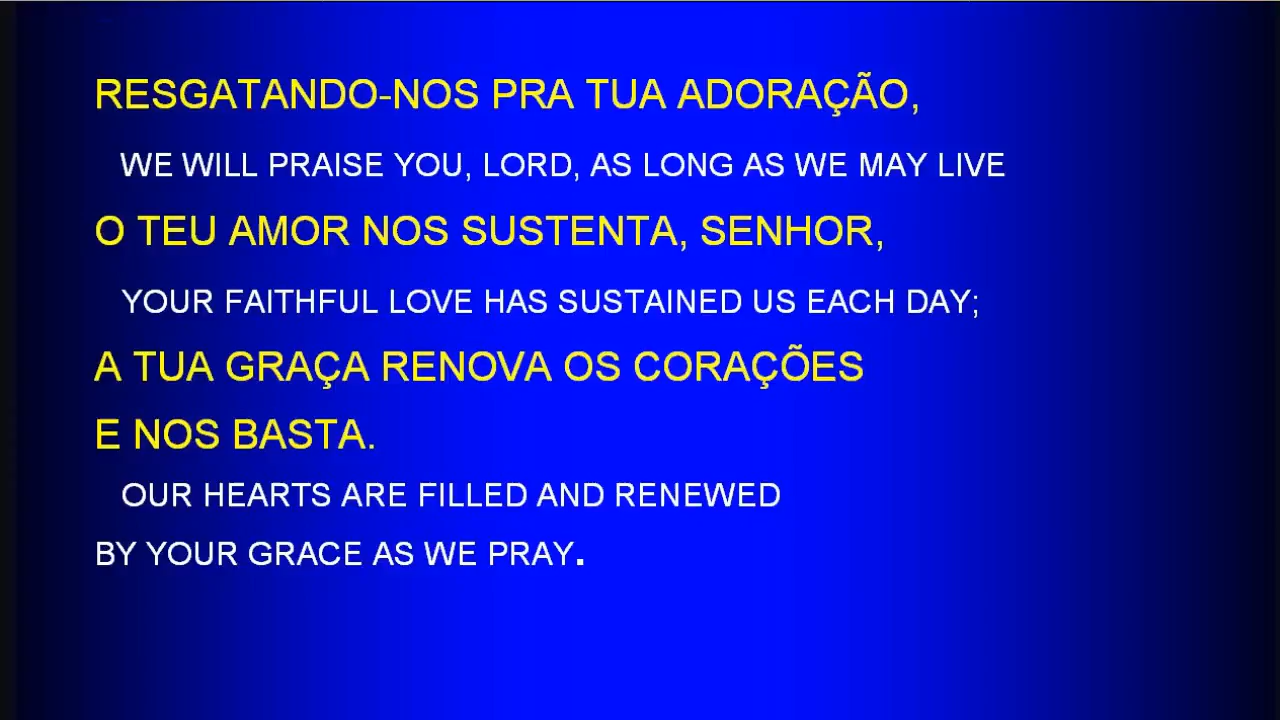 RESGATANDO-NOS PRA TUA ADORAÇÃO,
WE WILL PRAISE YOU, LORD, AS LONG AS WE MAY LIVE
O TEU AMOR NOS SUSTENTA, SENHOR,
YOUR FAITHFUL LOVE HAS SUSTAINED US EACH DAY;
A TUA GRAÇA RENOVA OS CORAÇÕES
E NOS BASTA.
OUR HEARTS ARE FILLED AND RENEWED
BY YOUR GRACE AS WE PRAY.